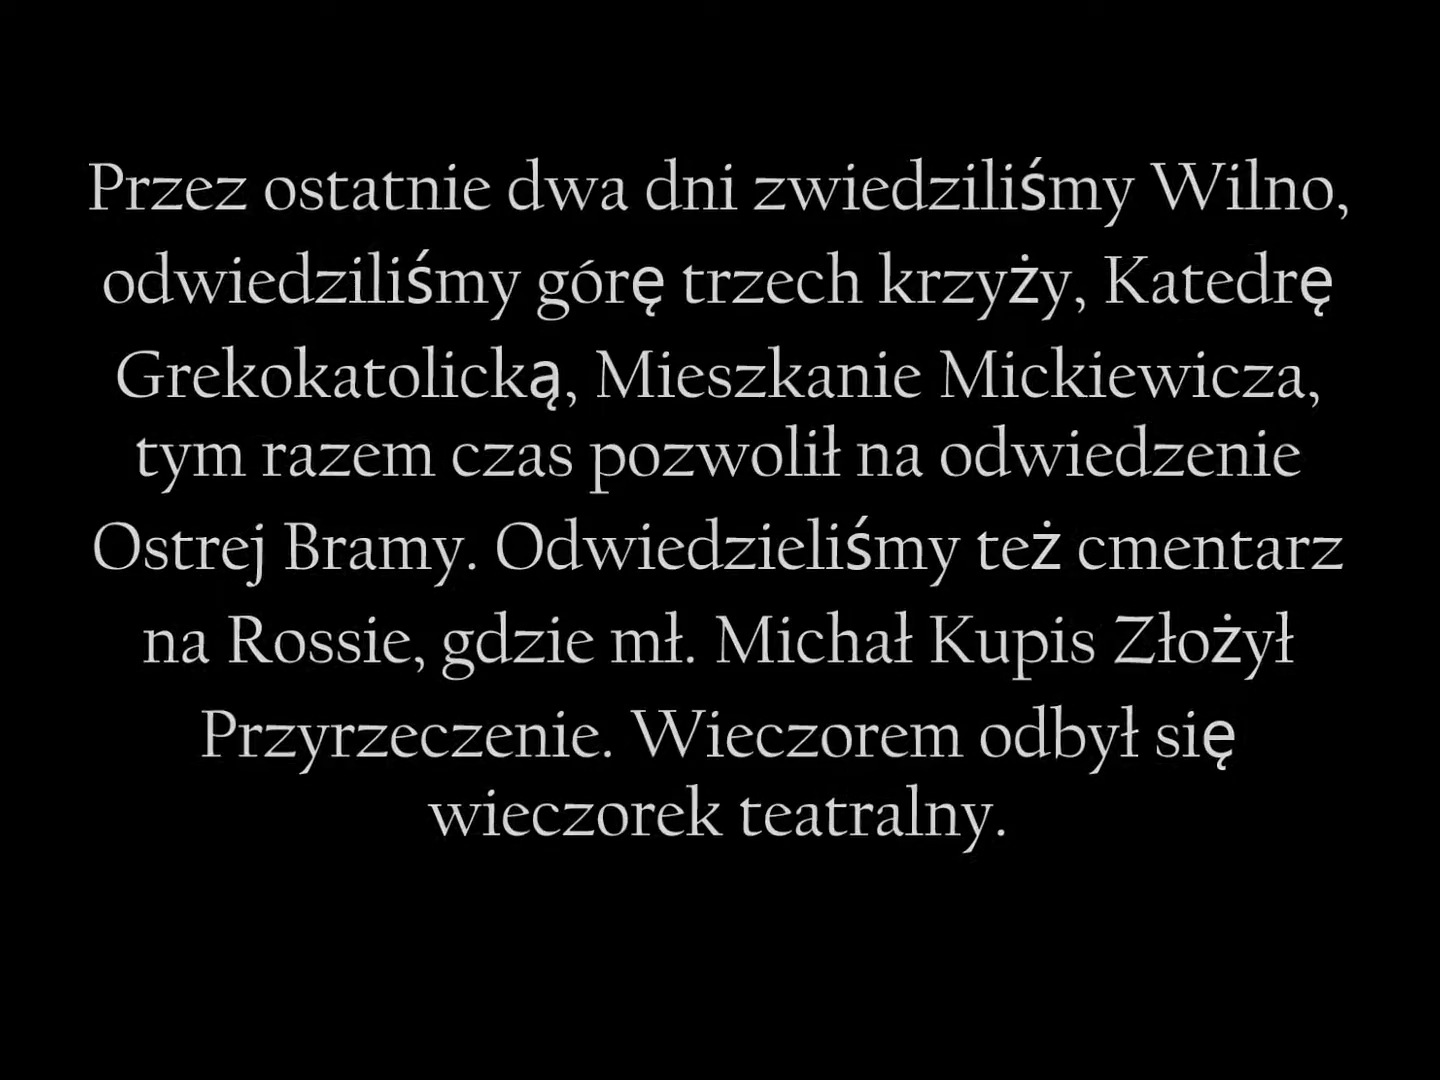 Przez ostatnie dwa dni zwiedziliśmy Wilno,
odwiedziliśmy górę trzech krzyży, Katedrę
Grekokatolicką, Mieszkanie Mickiewicza,
tym razem czas pozwolił na odwiedzenie
Ostrej Bramy. Odwiedzieliśmy też cmentarz
na Rossie, gdzie mł. Michał Kupis Złożył
Przyrzeczenie. Wieczorem odbył się
wieczorek teatralny.